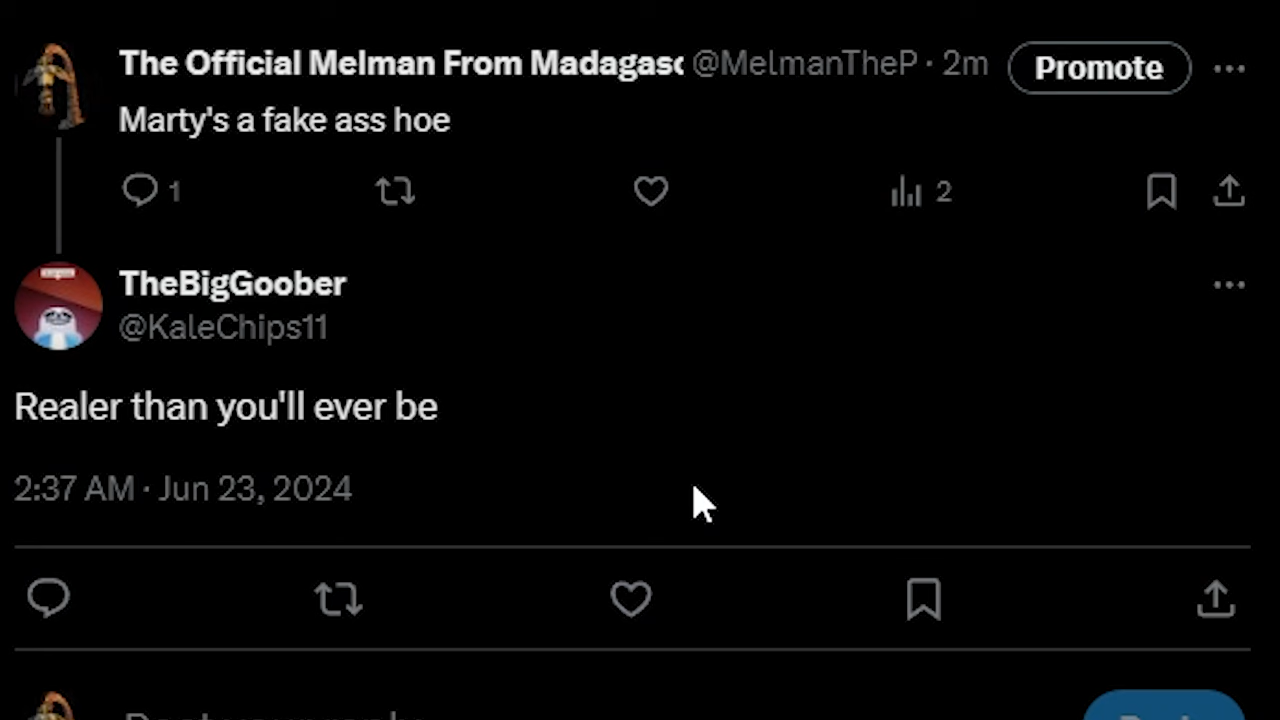 The Official Melman From Madagasc @MelmanTheP · 2m Promote
Marty's a fake ass hoe
1 2
TheBigGoober
@KaleChips11
Realer than you'll ever be
2:37 AM · Jun 23, 2024